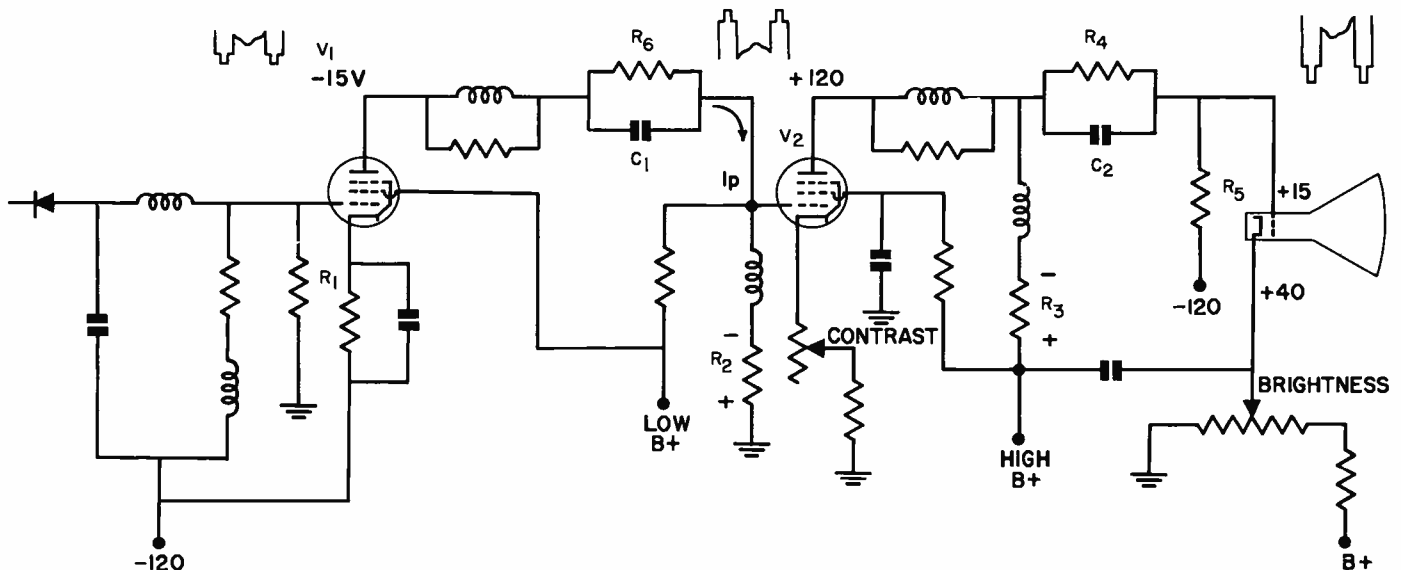 V1
-15V
R6
C1
Ip
+120
V2
R4
C2
R5
+15
-120
+40
R1
R2
-
+
CONTRAST
-
R3
+
LOW
B+
HIGH
B+
BRIGHTNESS
-120
B+